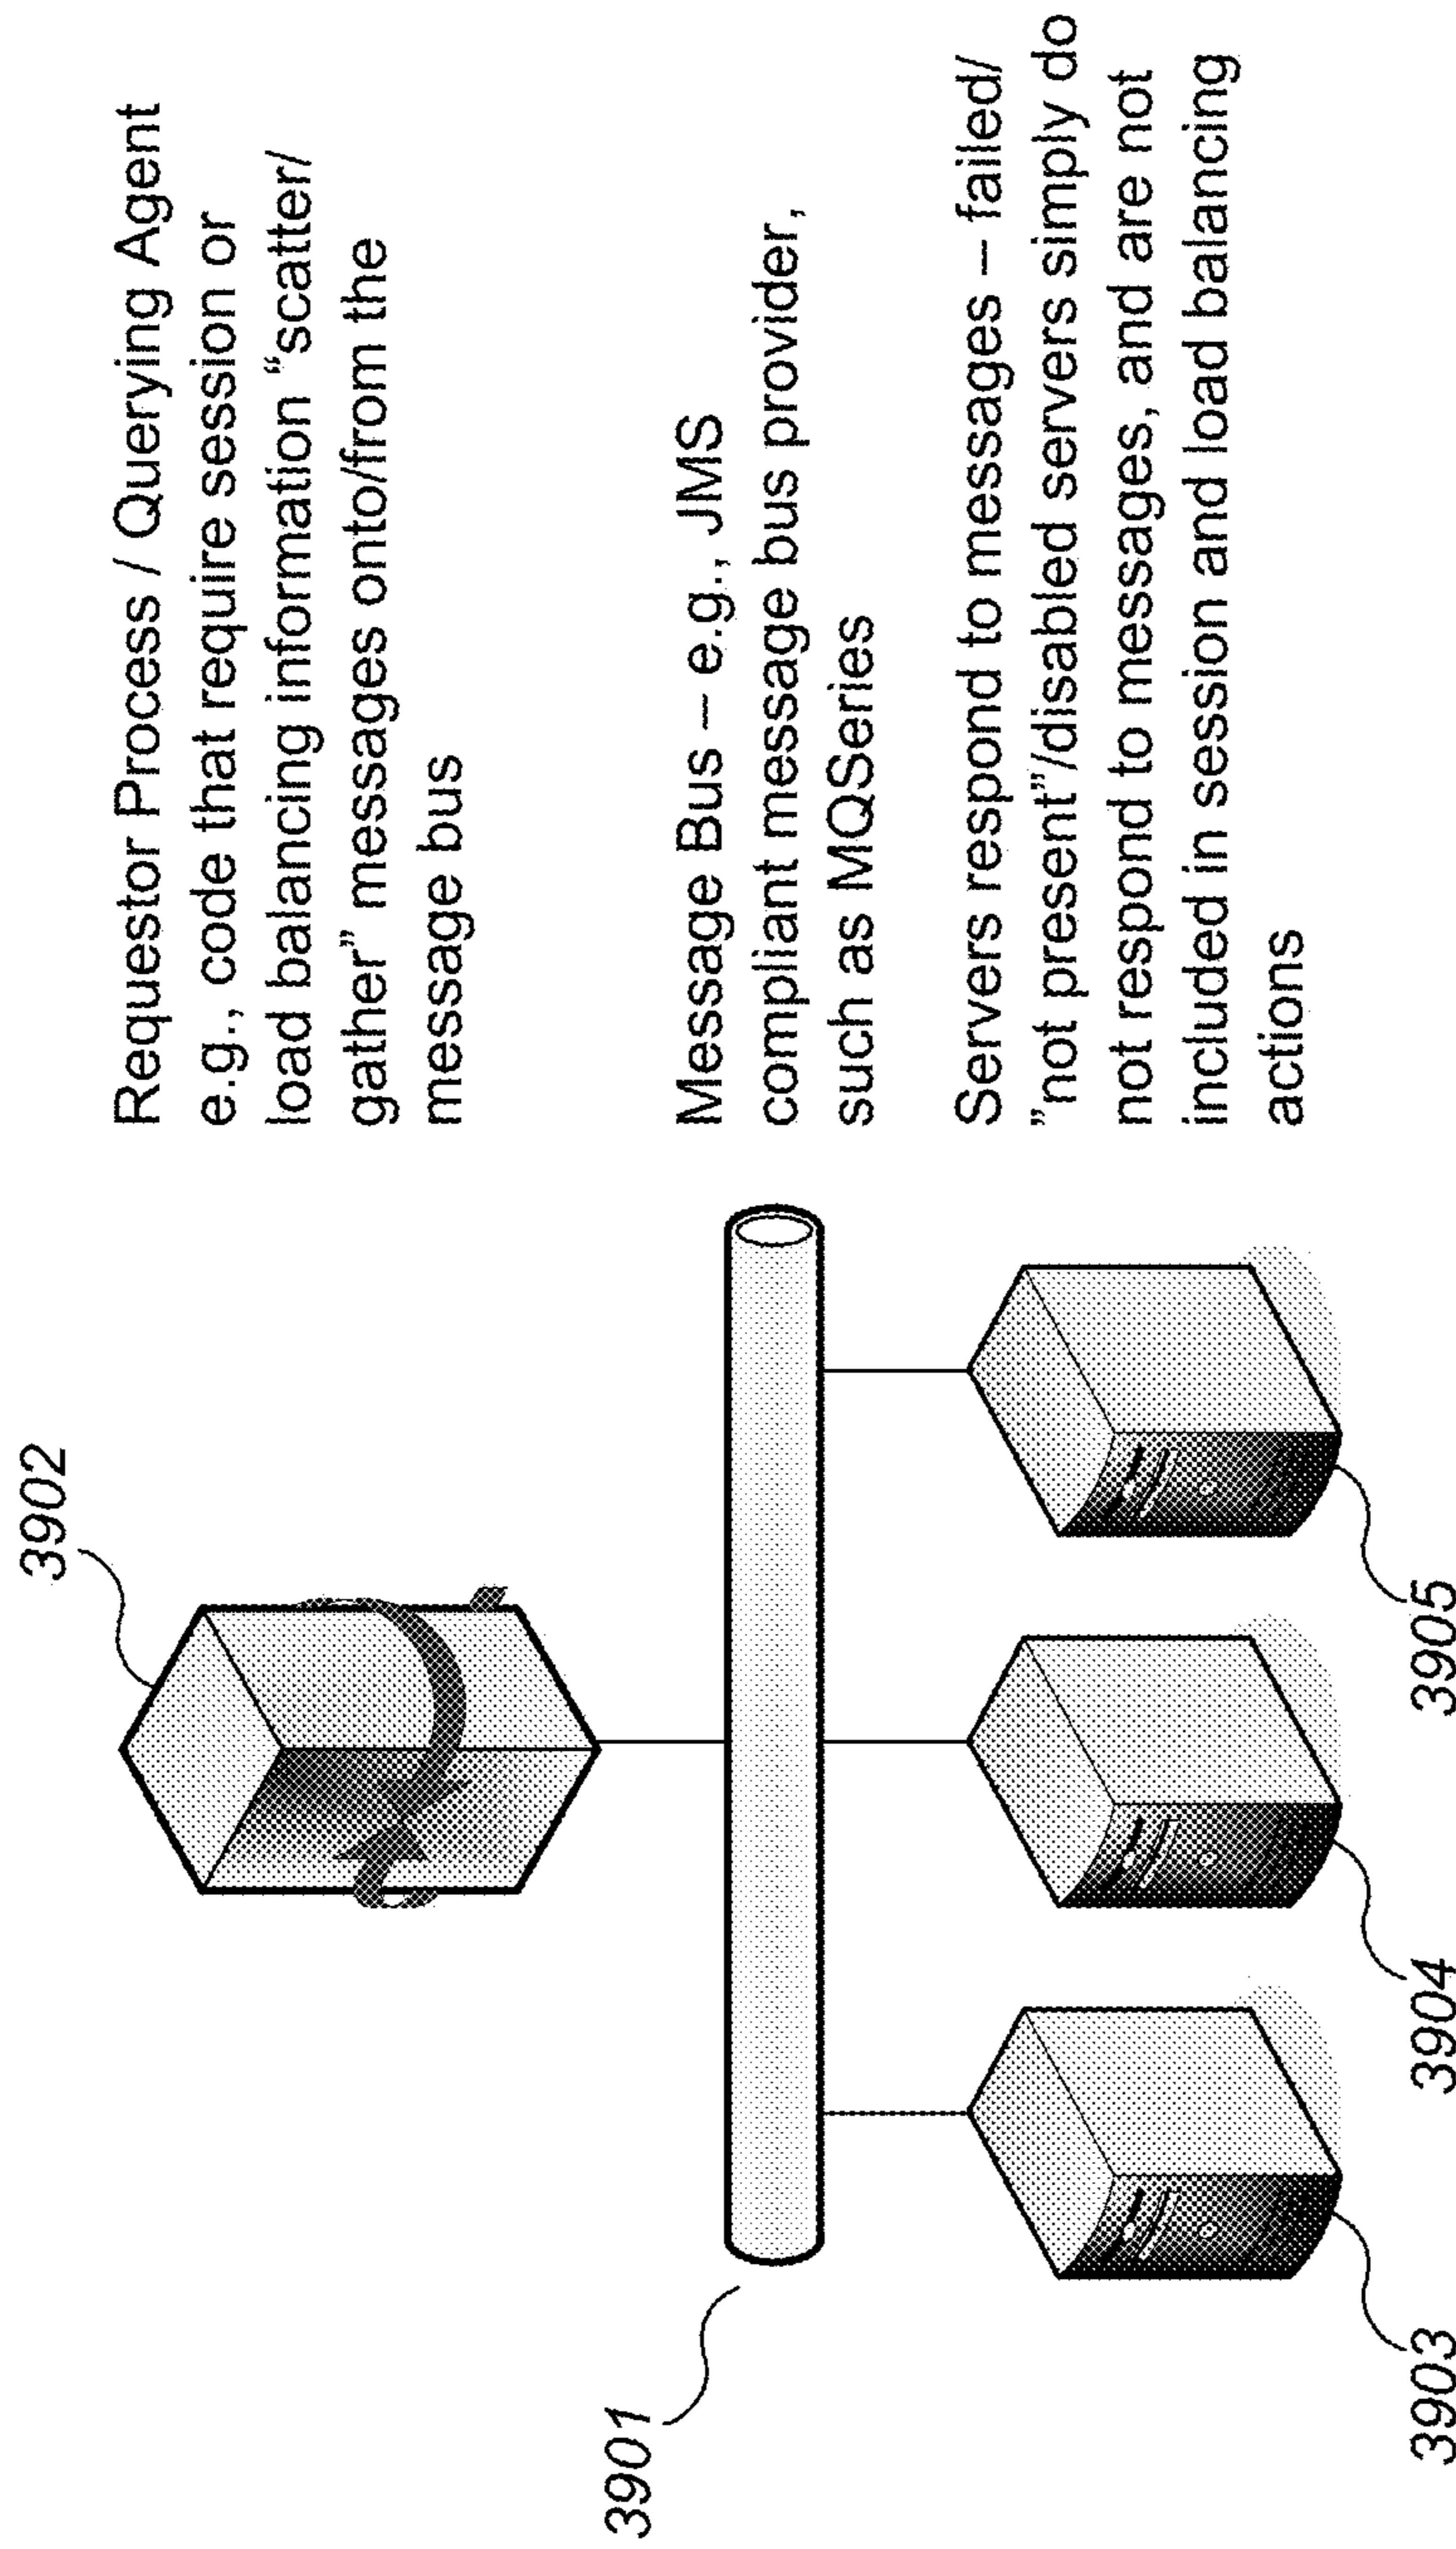 3902
Requestor Process / Querying Agent
e.g., code that require session or
load balancing information “scatter/
gather” messages onto/from the
message bus
3901
Message Bus – e.g., JMS
compliant message bus provider,
such as MQSeries
Servers respond to messages – failed/
”not present”/disabled servers simply do
not respond to messages, and are not
included in session and load balancing
actions
3903
3904
3905